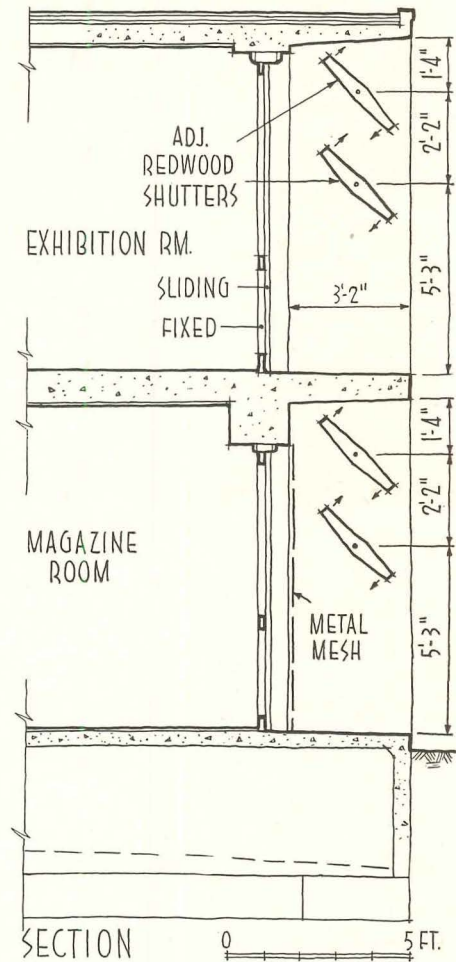 1'-4"
2'-2"
5'-3"
ADJ.
REDWOOD
SHUTTERS
EXHIBITION RM.
SLIDING
3'-2"
FIXED
1'-4"
2'-2"
5'-3"
MAGAZINE
ROOM
METAL
MESH
SECTION
0 5 FT.